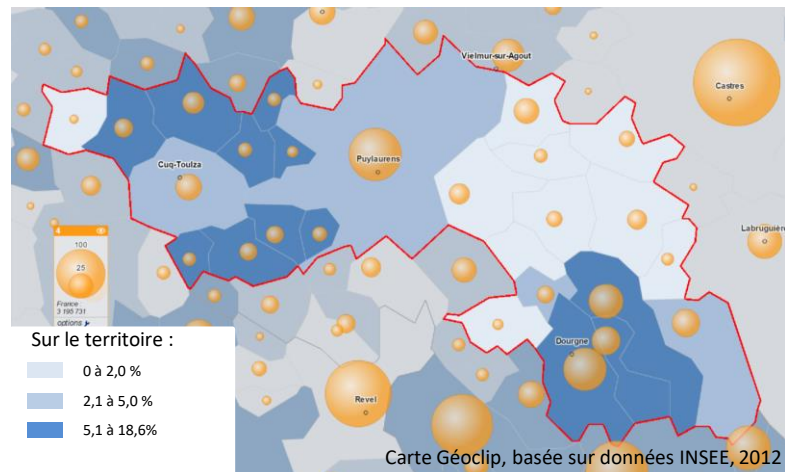 Vielmur-sur-Agout
Castres
Puylaurens
Cuq-Toulza
Labruguière
4
100
25
France :
3 195 731
options
Dourgne
Revel
Sur le territoire :
0 à 2,0 %
2,1 à 5,0 %
5,1 à 18,6%
Carte Géoclip, basée sur données INSEE, 2012